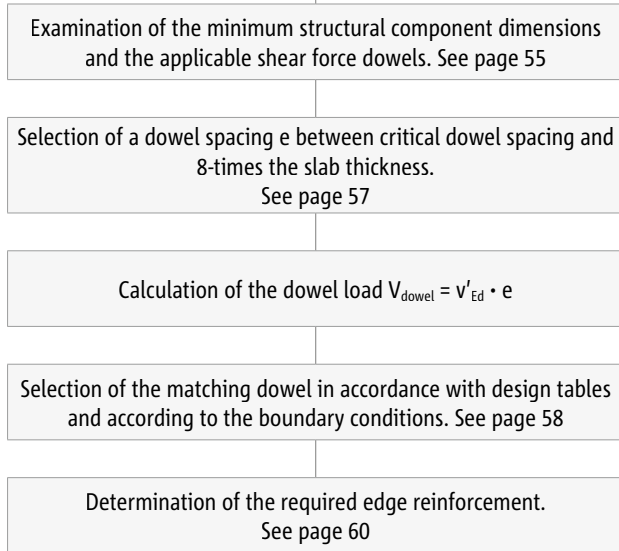 Examination of the minimum structural component dimensions
and the applicable shear force dowels. See page 55
Selection of a dowel spacing e between critical dowel spacing and
8-times the slab thickness.
See page 57
Calculation of the dowel load V_dowel = v'_Ed · e
Selection of the matching dowel in accordance with design tables
and according to the boundary conditions. See page 58
Determination of the required edge reinforcement.
See page 60